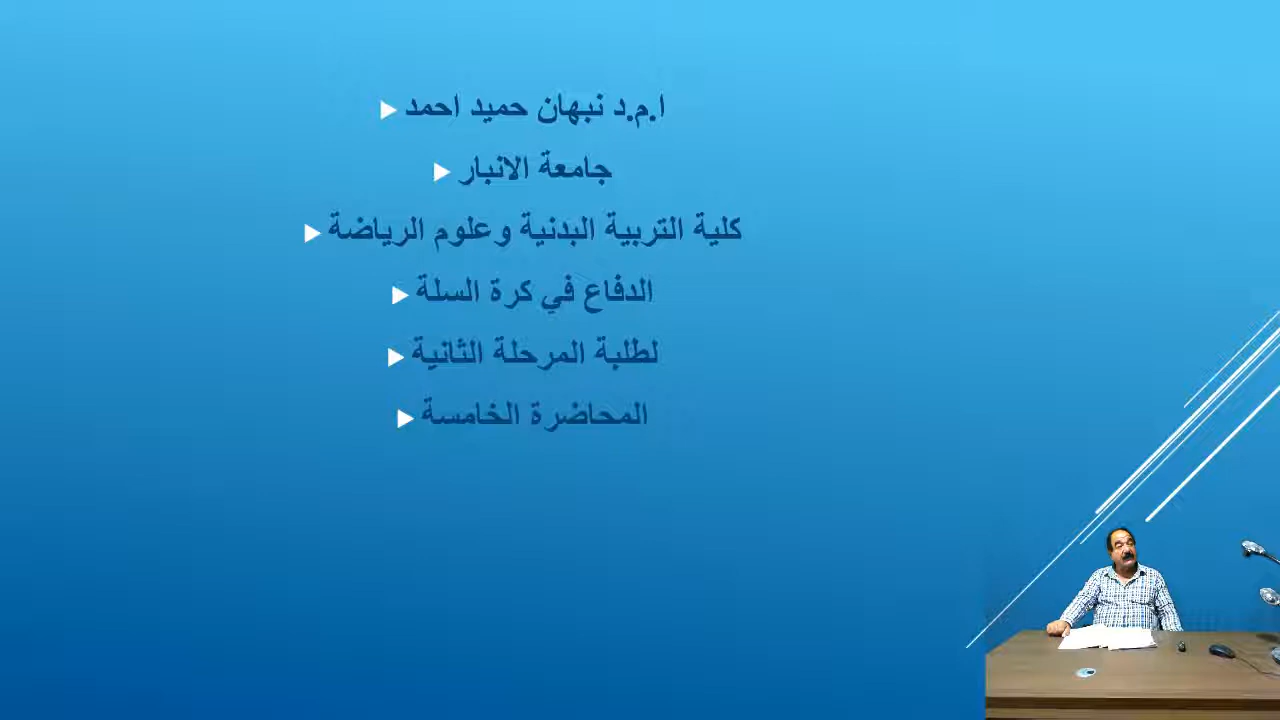 ا.م.د نبهان حميد احمد
جامعة الانبار
كلية التربية البدنية وعلوم الرياضة
الدفاع في كرة السلة
لطلبة المرحلة الثانية
المحاضرة الخامسة